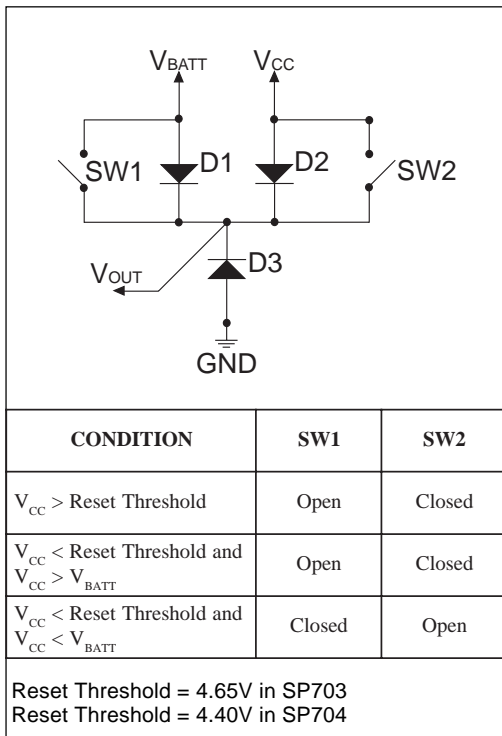 VBATT VCC
SW1 D1 D2 SW2
VOUT D3
GND
CONDITION SW1 SW2
VCC > Reset Threshold Open Closed
VCC < Reset Threshold and
VCC > VBATT Open Closed
VCC < Reset Threshold and
VCC < VBATT Closed Open
Reset Threshold = 4.65V in SP703
Reset Threshold = 4.40V in SP704